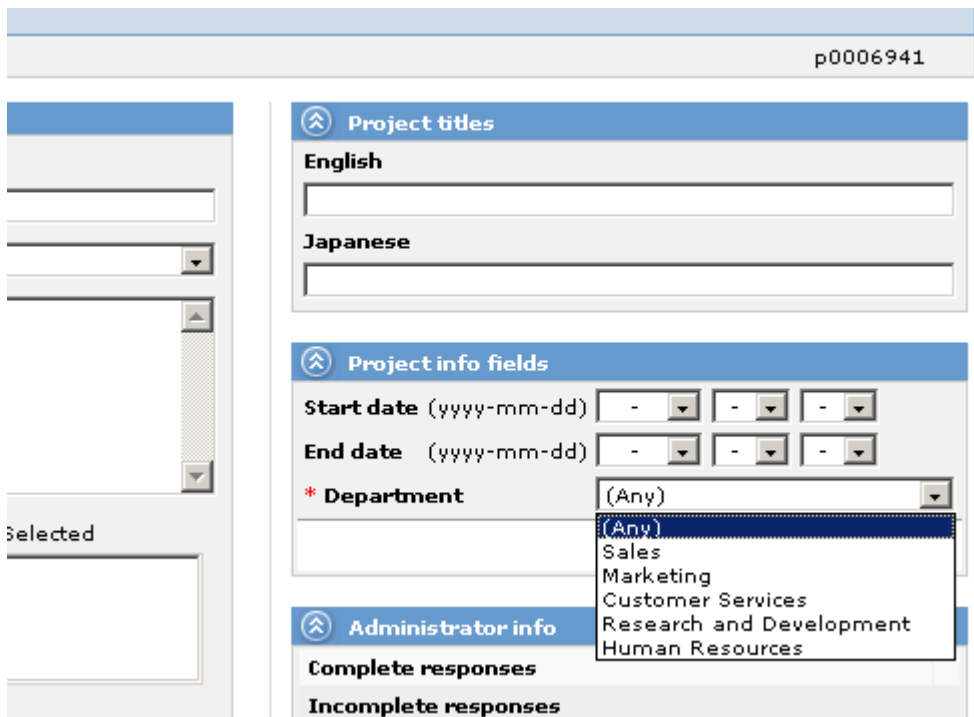 p0006941
Project titles
English
Japanese
Project info fields
Start date (yyyy-mm-dd) - - -
End date (yyyy-mm-dd) - - -
* Department (Any)
(Any)
Sales
Marketing
Customer Services
Research and Development
Human Resources
Selected
Administrator info
Complete responses
Incomplete responses